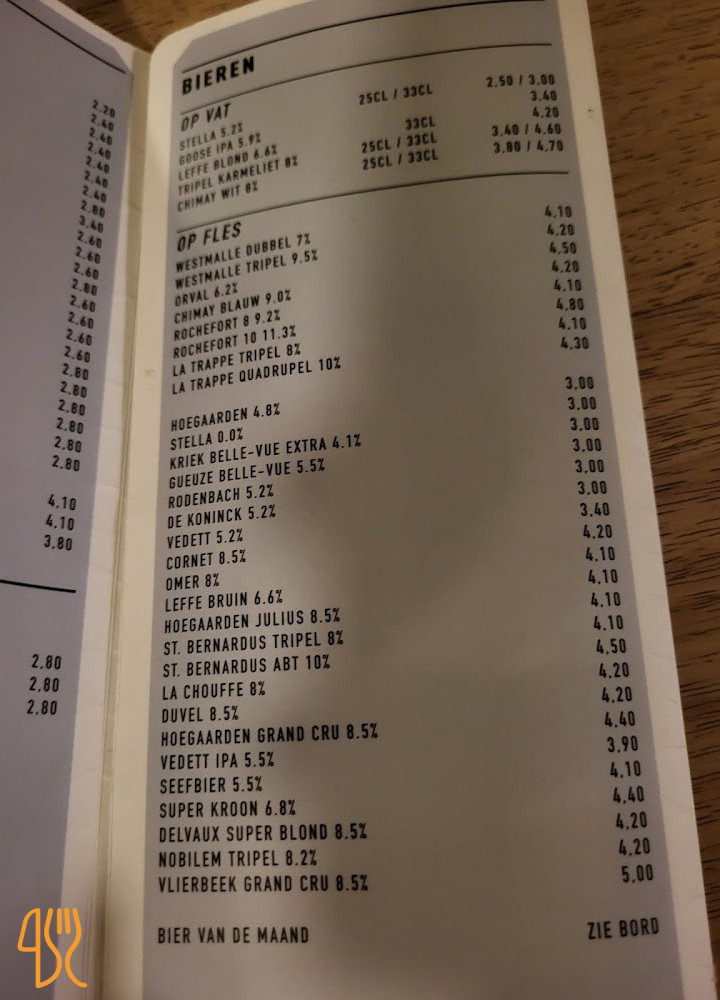 2.20
2.40
2.40
2.40
2.40
2.40
2.40
2.80
3.40
2.60
2.60
2.60
2.80
2.60
2.60
2.60
2.60
2.80
2.80
2.80
2.80
2.80
2.80
4.10
4.10
3.80
2.80
2.80
2.80
BIEREN
OP VAT
STELLA 5.2% 25CL / 33CL 2.50 / 3.00
GOOSE IPA 5.9% 3.40
LEFFE BLOND 6.6% 33CL 4.20
TRIPEL KARMELIET 8% 25CL / 33CL 3.40 / 4.60
CHIMAY WIT 8% 25CL / 33CL 3.80 / 4.70
OP FLES
WESTMALLE DUBBEL 7% 4.10
WESTMALLE TRIPEL 9.5% 4.20
ORVAL 6.2% 4.50
CHIMAY BLAUW 9.0% 4.20
ROCHEFORT 8 9.2% 4.10
ROCHEFORT 10 11.3% 4.80
LA TRAPPE TRIPEL 8% 4.10
LA TRAPPE QUADRUPEL 10% 4.30
HOEGAARDEN 4.8% 3.00
STELLA 0.0% 3.00
KRIEK BELLE-VUE EXTRA 4.1% 3.00
GUEUZE BELLE-VUE 5.5% 3.00
RODENBACH 5.2% 3.00
DE KONINCK 5.2% 3.00
VEDETT 5.2% 3.40
CORNET 8.5% 4.20
OMER 8% 4.10
LEFFE BRUIN 6.6% 4.10
HOEGAARDEN JULIUS 8.5% 4.10
ST. BERNARDUS TRIPEL 8% 4.10
ST. BERNARDUS ABT 10% 4.50
LA CHOUFFE 8% 4.20
DUVEL 8.5% 4.20
HOEGAARDEN GRAND CRU 8.5% 4.40
VEDETT IPA 5.5% 3.90
SEEFBIER 5.5% 4.10
SUPER KROON 6.8% 4.40
DELVAUX SUPER BLOND 8.5% 4.20
NOBILEM TRIPEL 8.2% 4.20
VLIERBEEK GRAND CRU 8.5% 5.00
BIER VAN DE MAAND ZIE BORD